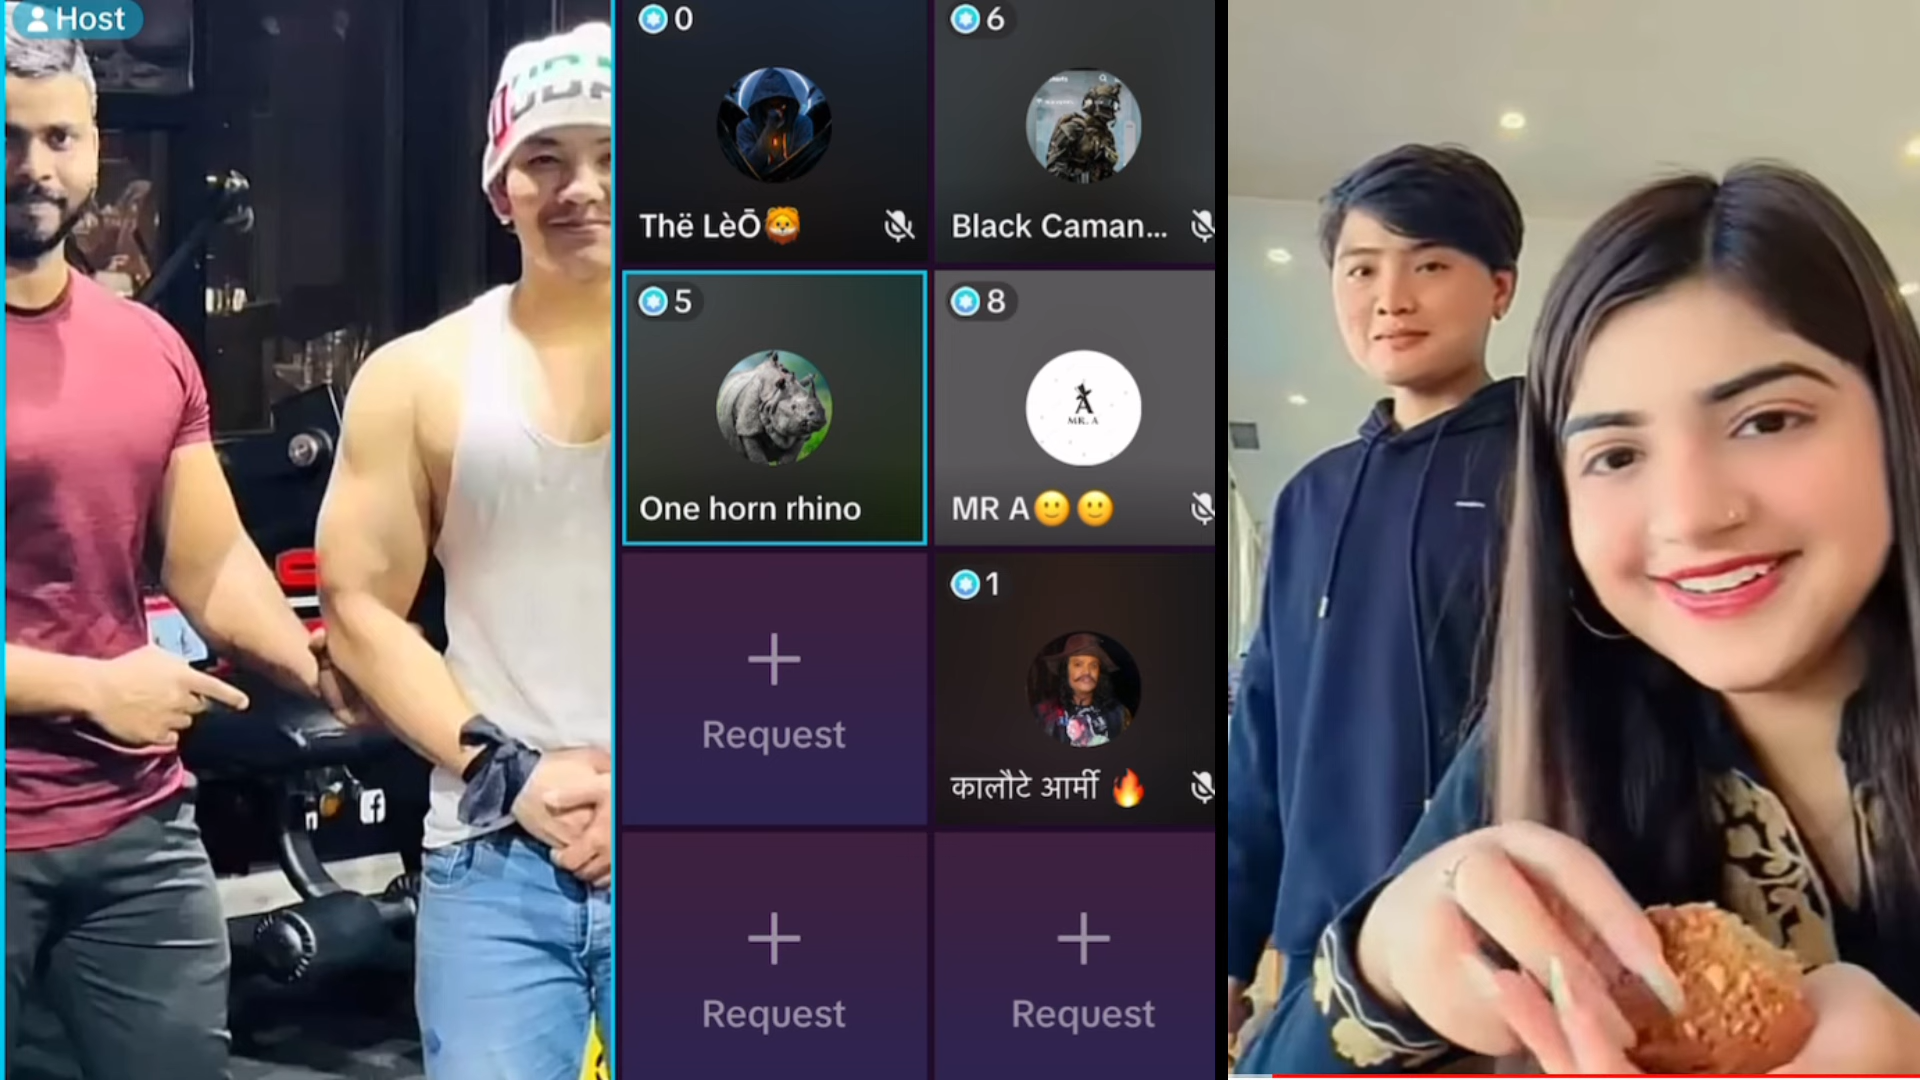 Host
0
6
Thë LèŌ🦁
Black Caman...
5
8
MR. A
One horn rhino
MR A🙂🙂
1
Request
कालौटे आर्मी 🔥
Request
Request